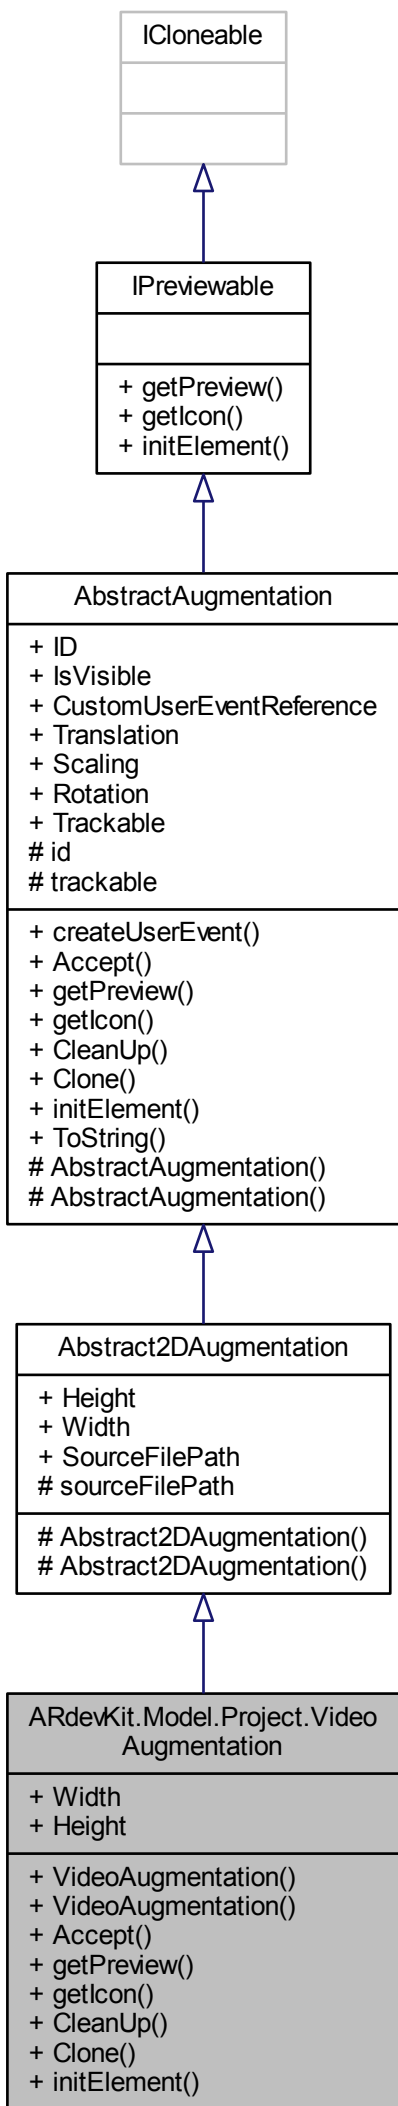 ICloneable
IPreviewable
+ getPreview()
+ getIcon()
+ initElement()
AbstractAugmentation
+ ID
+ IsVisible
+ CustomUserEventReference
+ Translation
+ Scaling
+ Rotation
+ Trackable
# id
# trackable
+ createUserEvent()
+ Accept()
+ getPreview()
+ getIcon()
+ CleanUp()
+ Clone()
+ initElement()
+ ToString()
# AbstractAugmentation()
# AbstractAugmentation()
Abstract2DAugmentation
+ Height
+ Width
+ SourceFilePath
# sourceFilePath
# Abstract2DAugmentation()
# Abstract2DAugmentation()
ARdevKit.Model.Project.Video
Augmentation
+ Width
+ Height
+ VideoAugmentation()
+ VideoAugmentation()
+ Accept()
+ getPreview()
+ getIcon()
+ CleanUp()
+ Clone()
+ initElement()